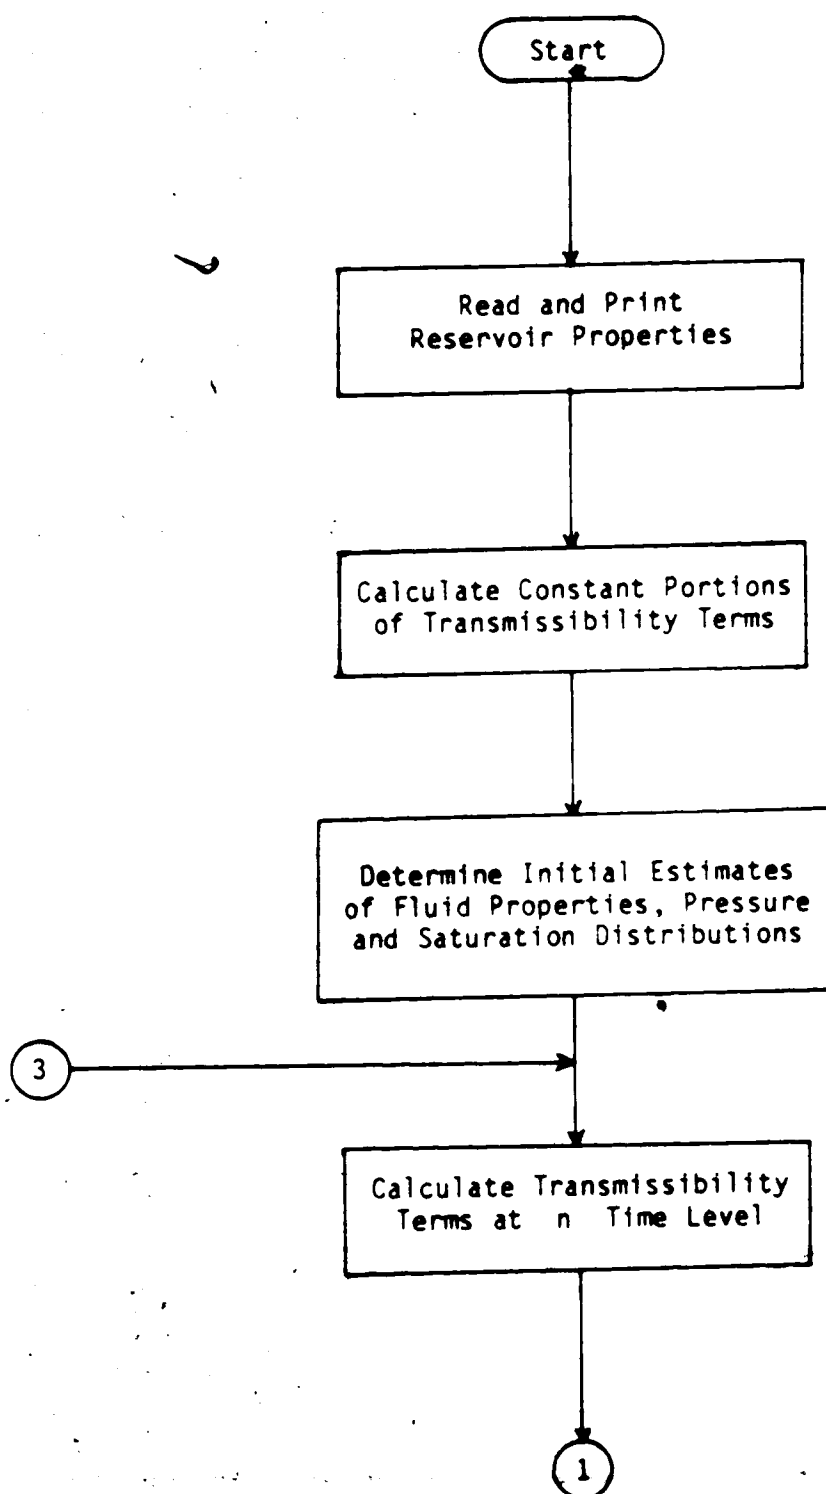 Start
Read and Print
Reservoir Properties
Calculate Constant Portions
of Transmissibility Terms
Determine Initial Estimates
of Fluid Properties, Pressure
and Saturation Distributions
3
Calculate Transmissibility
Terms at n Time Level
1